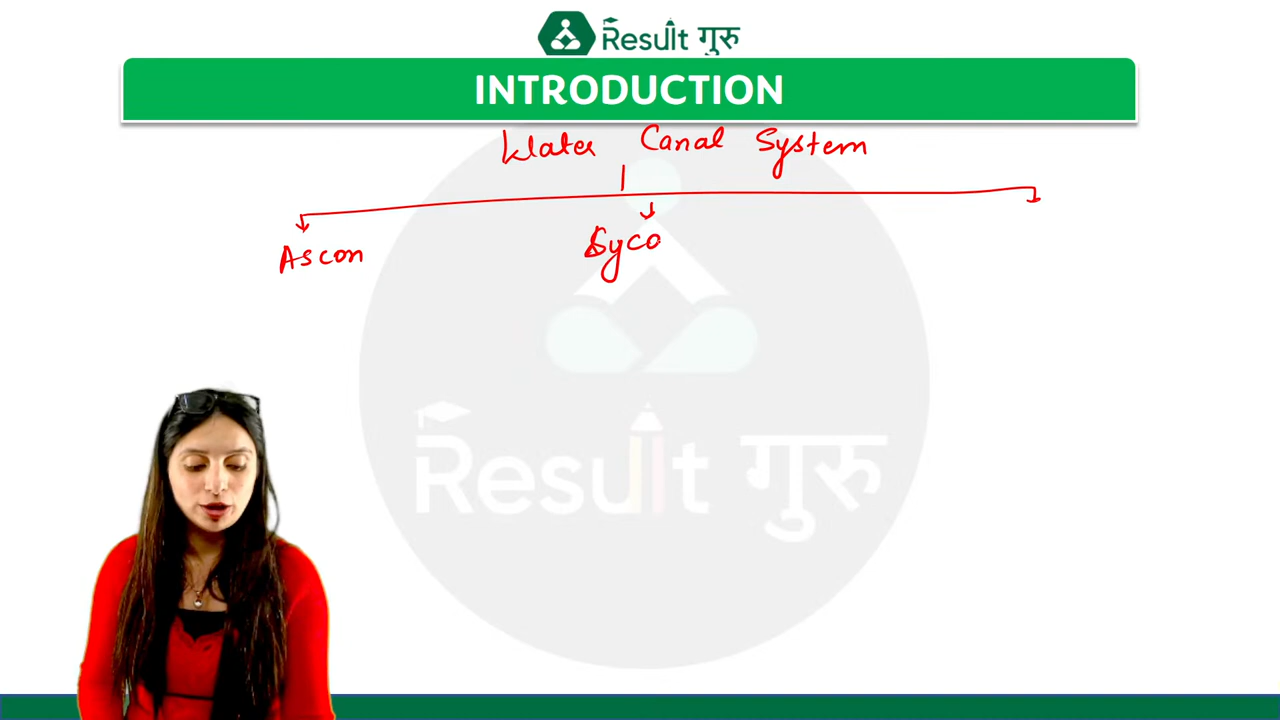 Result गुरु
INTRODUCTION
Water Canal System
Ascon
Syco
Result गुरु